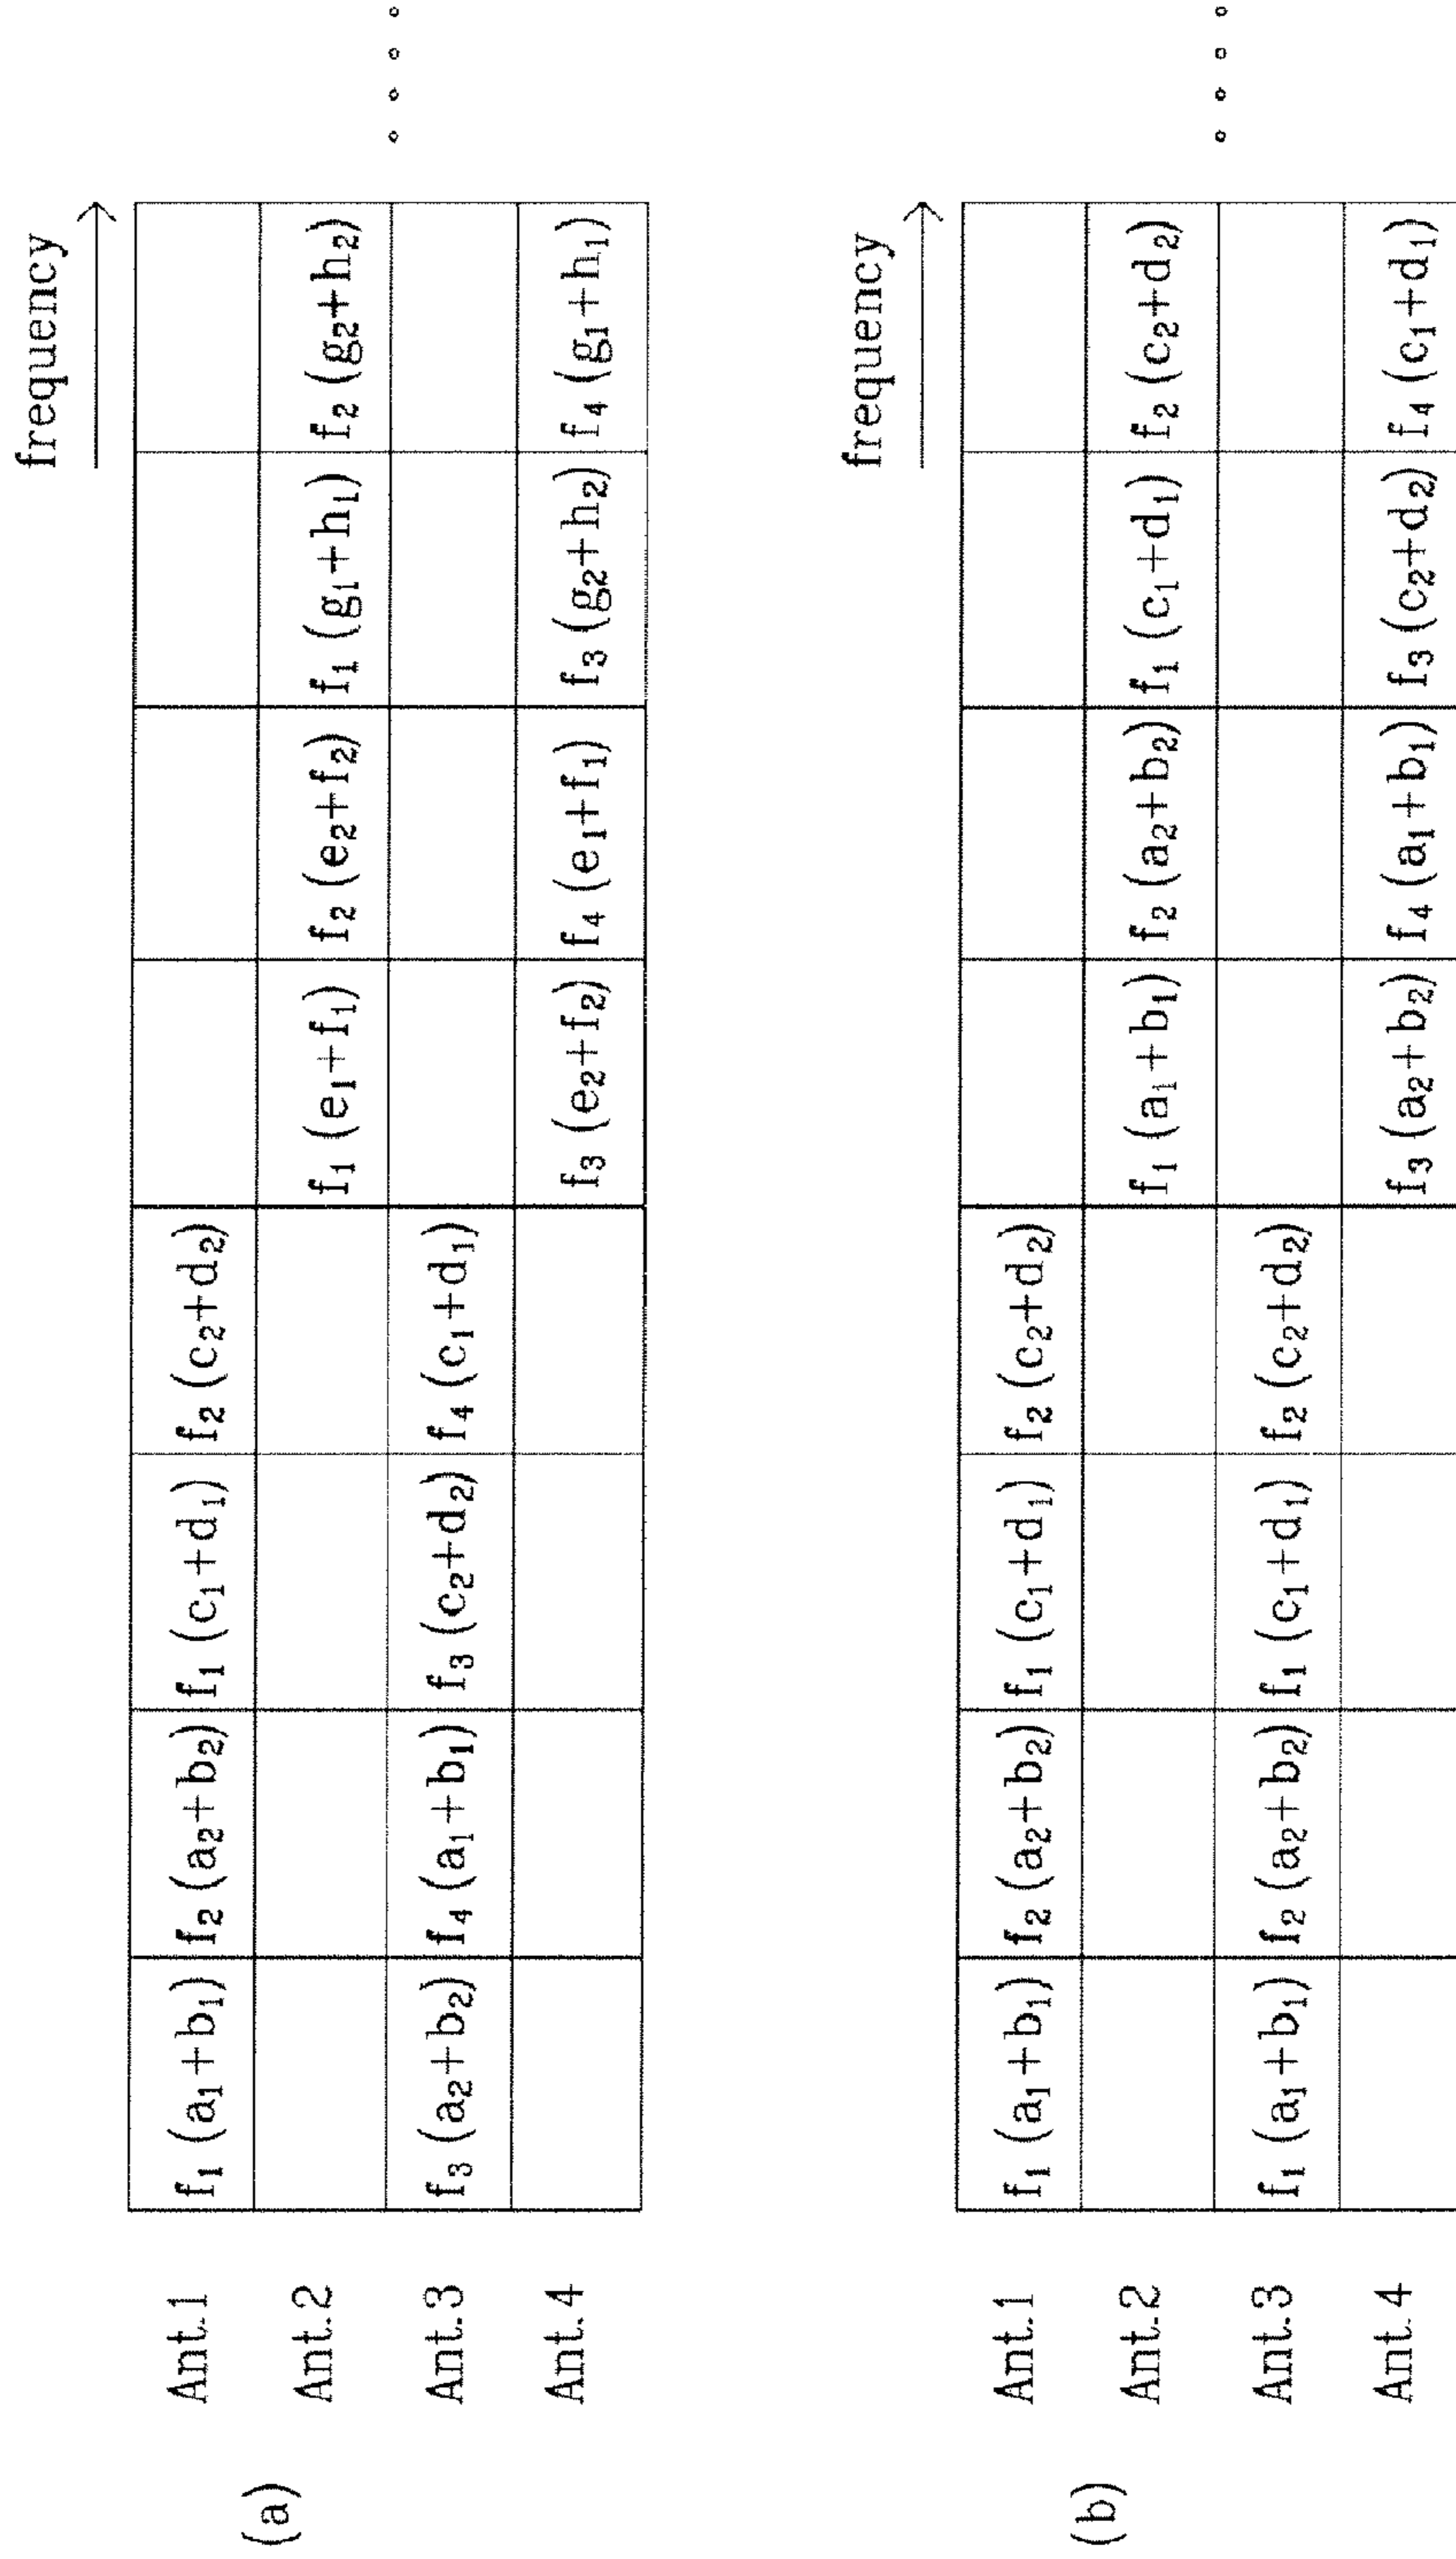 frequency
(a)
Ant.1 f₁ (a₁+b₁) f₂ (a₂+b₂) f₁ (c₁+d₁) f₂ (c₂+d₂)
Ant.2 f₁ (e₁+f₁) f₂ (e₂+f₂) f₁ (g₁+h₁) f₂ (g₂+h₂)
Ant.3 f₃ (a₂+b₂) f₄ (a₁+b₁) f₃ (c₂+d₂) f₄ (c₁+d₁)
Ant.4 f₃ (e₂+f₂) f₄ (e₁+f₁) f₃ (g₂+h₂) f₄ (g₁+h₁)
frequency
(b)
Ant.1 f₁ (a₁+b₁) f₂ (a₂+b₂) f₁ (c₁+d₁) f₂ (c₂+d₂)
Ant.2 f₁ (a₁+b₁) f₂ (a₂+b₂) f₁ (c₁+d₁) f₂ (c₂+d₂)
Ant.3 f₁ (a₁+b₁) f₂ (a₂+b₂) f₁ (c₁+d₁) f₂ (c₂+d₂)
Ant.4 f₃ (a₂+b₂) f₄ (a₁+b₁) f₃ (c₂+d₂) f₄ (c₁+d₁)